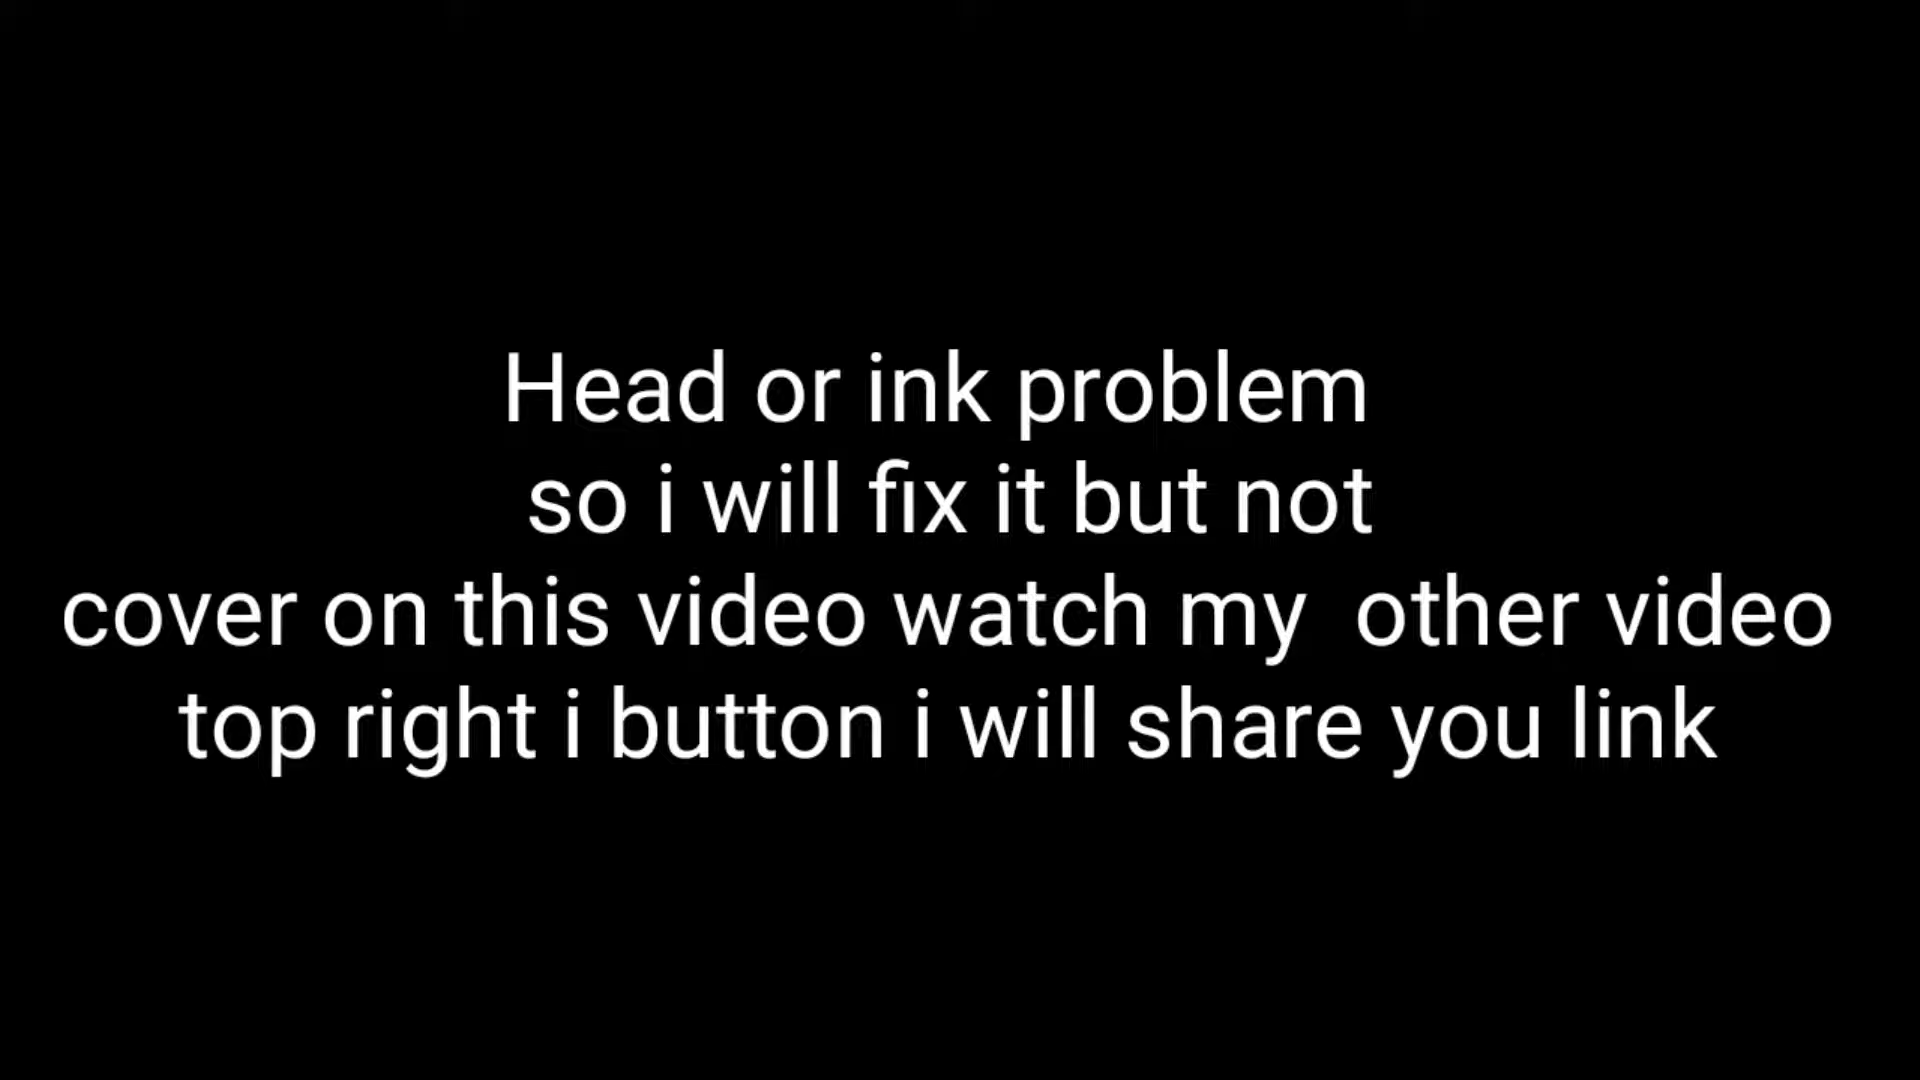 Head or ink problem
so i will fix it but not
cover on this video watch my  other video
top right i button i will share you link